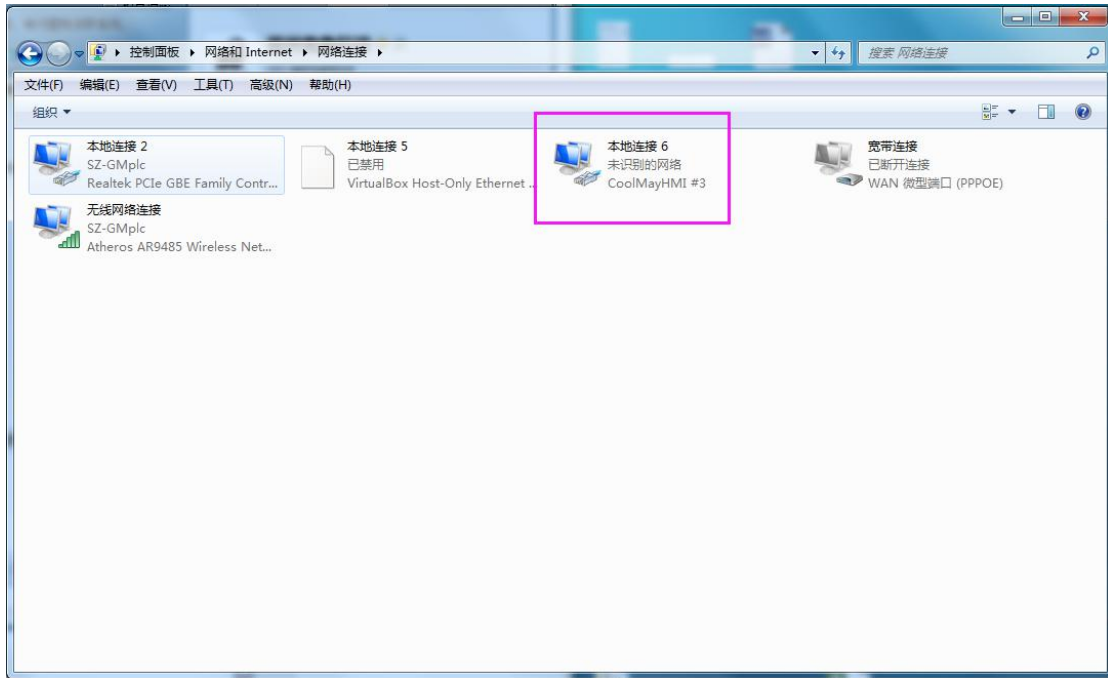 控制面板 ▸ 网络和 Internet ▸ 网络连接 ▸
搜索 网络连接
文件(F) 编辑(E) 查看(V) 工具(T) 高级(N) 帮助(H)
组织
本地连接 2
SZ-GMplc
Realtek PCIe GBE Family Contr...
本地连接 5
已禁用
VirtualBox Host-Only Ethernet ...
本地连接 6
未识别的网络
CoolMayHMI #3
宽带连接
已断开连接
WAN 微型端口 (PPPOE)
无线网络连接
SZ-GMplc
Atheros AR9485 Wireless Net...